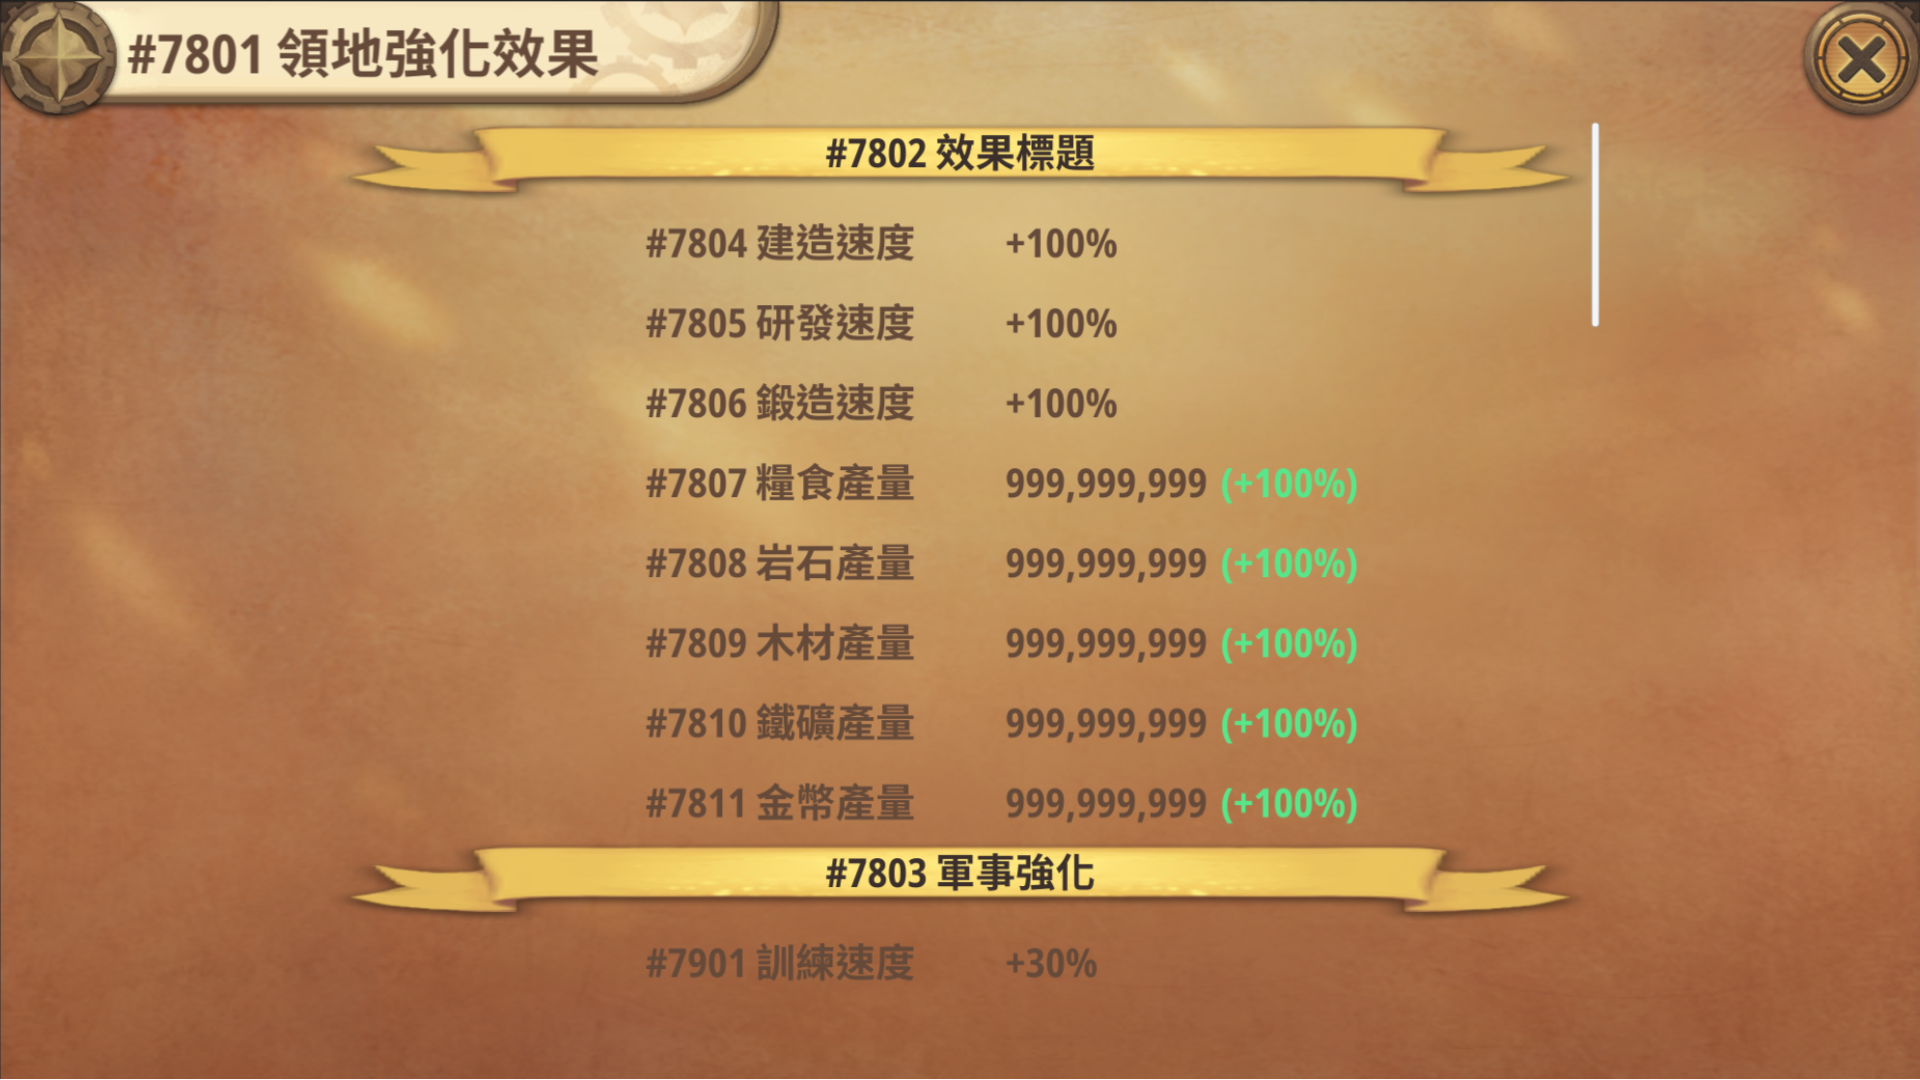 #7801 領地強化效果
#7802 效果標題
#7804 建造速度 +100%
#7805 研發速度 +100%
#7806 鍛造速度 +100%
#7807 糧食產量 999,999,999 (+100%)
#7808 岩石產量 999,999,999 (+100%)
#7809 木材產量 999,999,999 (+100%)
#7810 鐵礦產量 999,999,999 (+100%)
#7811 金幣產量 999,999,999 (+100%)
#7803 軍事強化
#7901 訓練速度 +30%